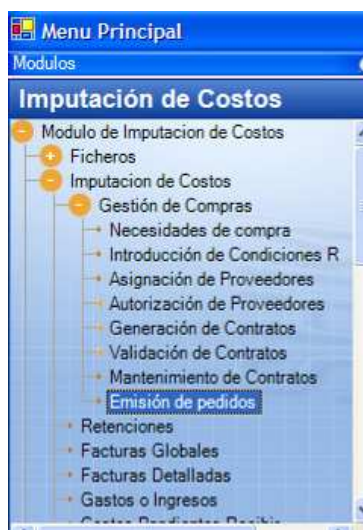 Menu Principal
Modulos
Imputación de Costos
Modulo de Imputacion de Costos
Ficheros
Imputacion de Costos
Gestión de Compras
Necesidades de compra
Introducción de Condiciones R
Asignación de Proveedores
Autorización de Proveedores
Generación de Contratos
Validación de Contratos
Mantenimiento de Contratos
Emisión de pedidos
Retenciones
Facturas Globales
Facturas Detalladas
Gastos o Ingresos